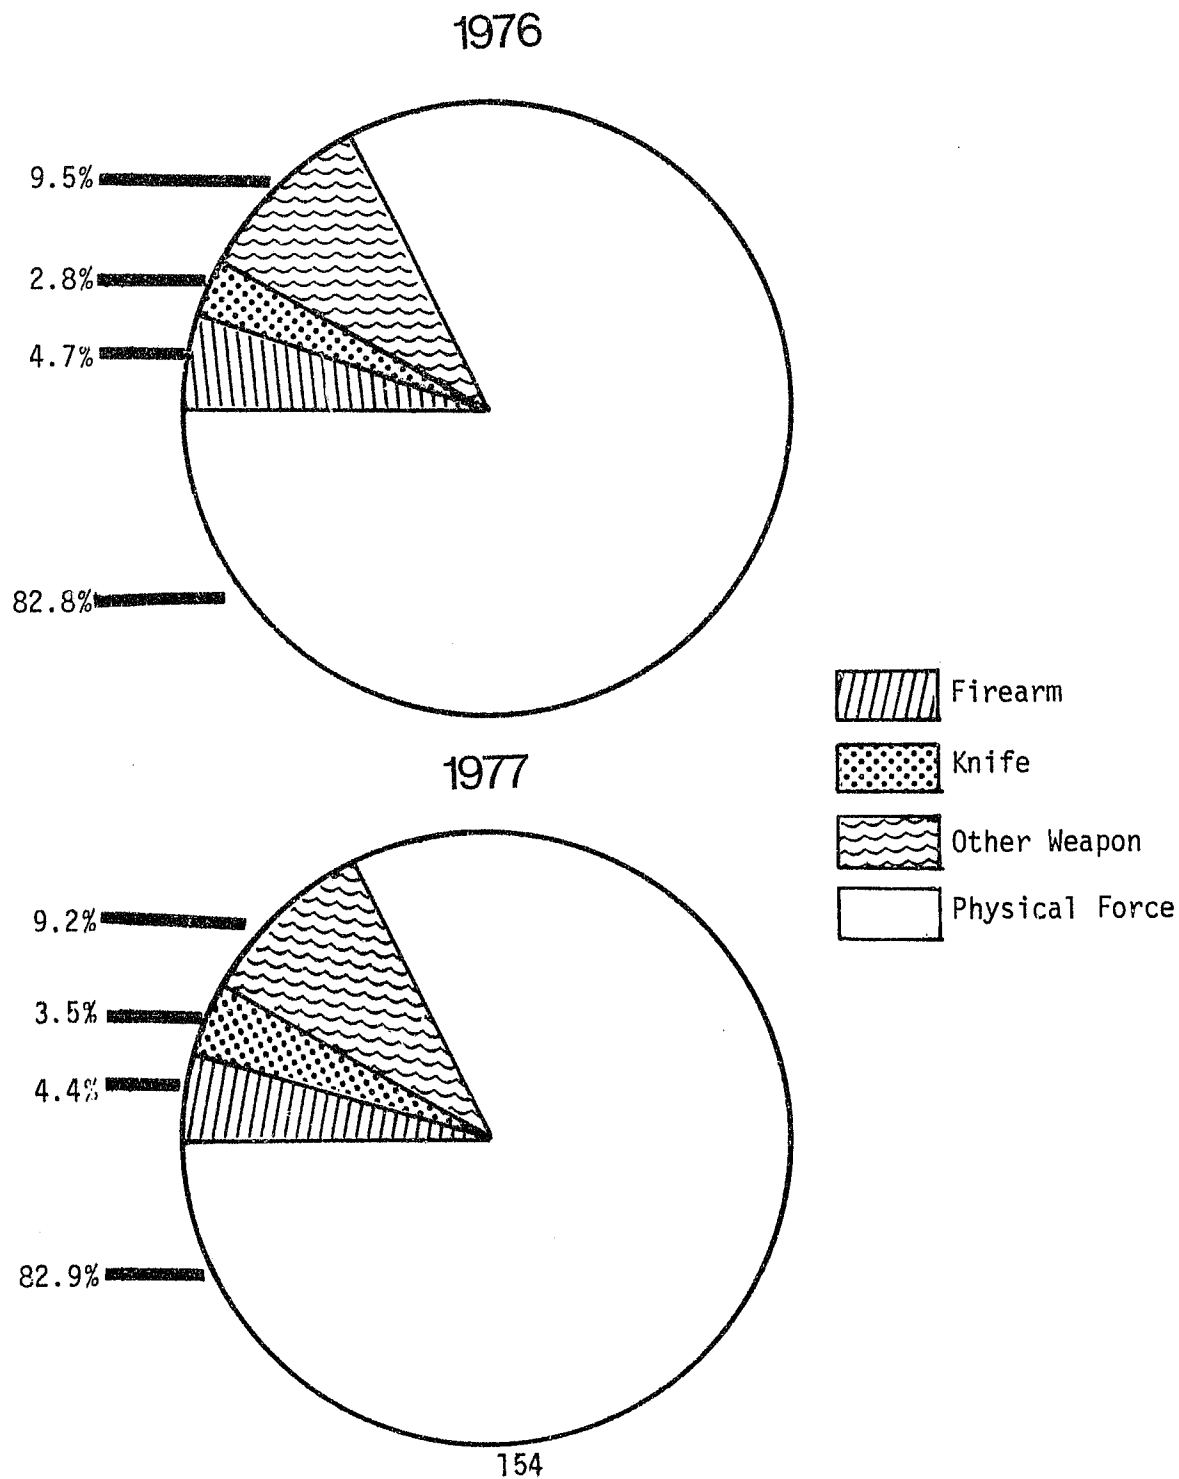 1976
9.5%
2.8%
4.7%
82.8%
Firearm
Knife
Other Weapon
Physical Force
1977
9.2%
3.5%
4.4%
82.9%
154